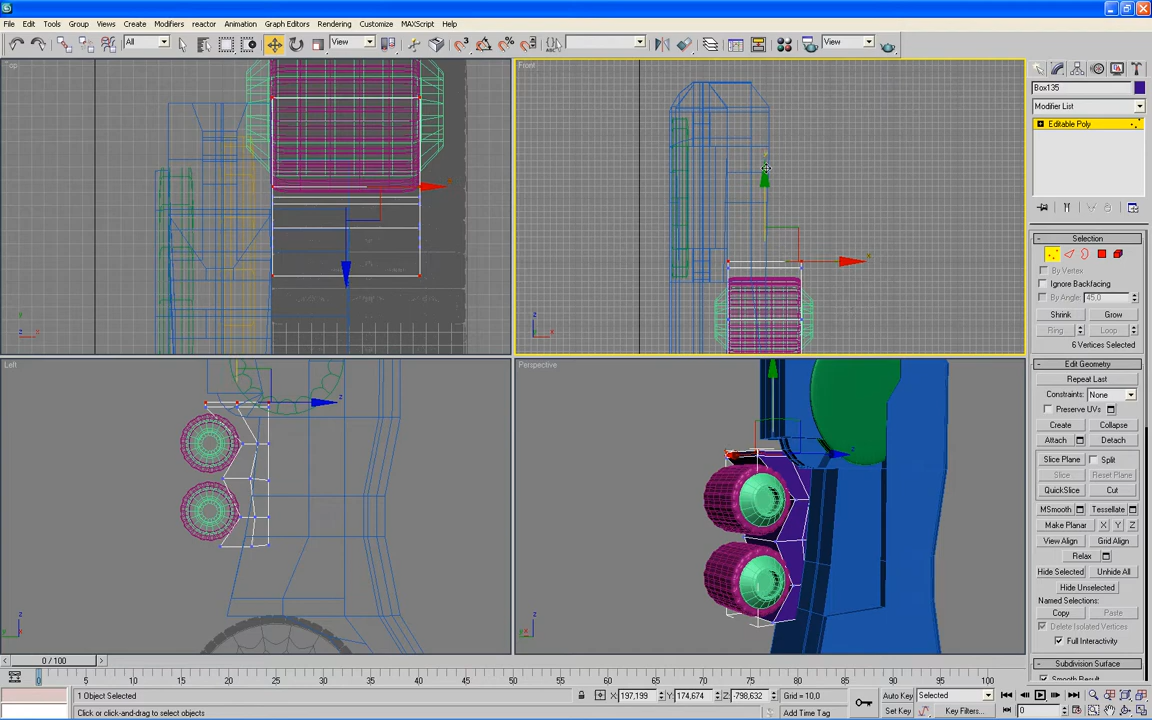 File Edit Tools Group Views Create Modifiers reactor Animation Graph Editors Rendering Customize MAXScript Help
All View View
Top
Front
Left
Perspective
Box135
Modifier List
Editable Poly
Selection
By Vertex
Ignore Backfacing
By Angle: 45,0
Shrink Grow
Ring Loop
6 Vertices Selected
Edit Geometry
Repeat Last
Constraints: None
Preserve UVs
Create Collapse
Attach Detach
Slice Plane Split
Slice Reset Plane
QuickSlice Cut
MSmooth Tessellate
Make Planar X Y Z
View Align Grid Align
Relax
Hide Selected Unhide All
Hide Unselected
Named Selections:
Copy Paste
Delete Isolated Vertices
Full Interactivity
Subdivision Surface
Smooth Result
0 / 100
0 5 10 15 20 25 30 35 40 45 50 55 60 65 70 75 80 85 90 95 100
1 Object Selected X: 197,199 Y: 174,674 Z: -798,632 Grid = 10,0 Auto Key Selected
Click or click-and-drag to select objects Add Time Tag Set Key Key Filters... 0